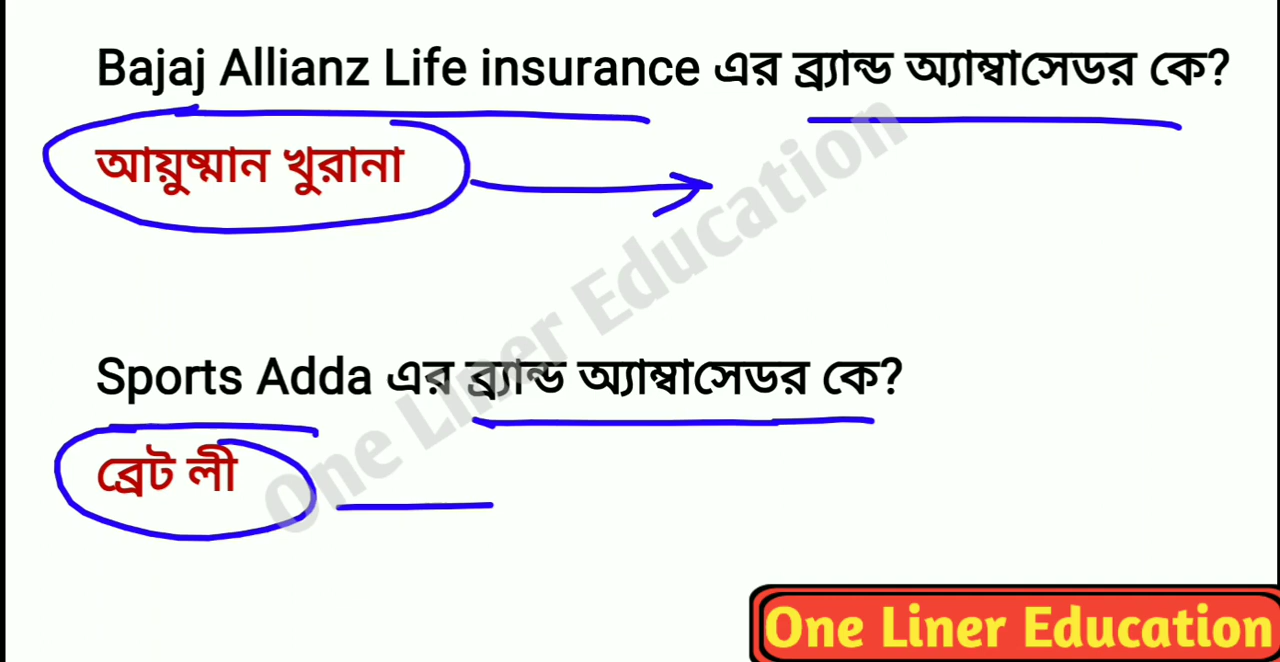 Bajaj Allianz Life insurance এর ব্র্যান্ড অ্যাম্বাসেডর কে?
আয়ুষ্মান খুরানা
Sports Adda এর ব্র্যান্ড অ্যাম্বাসেডর কে?
ব্রেট লী
One Liner Education
One Liner Education